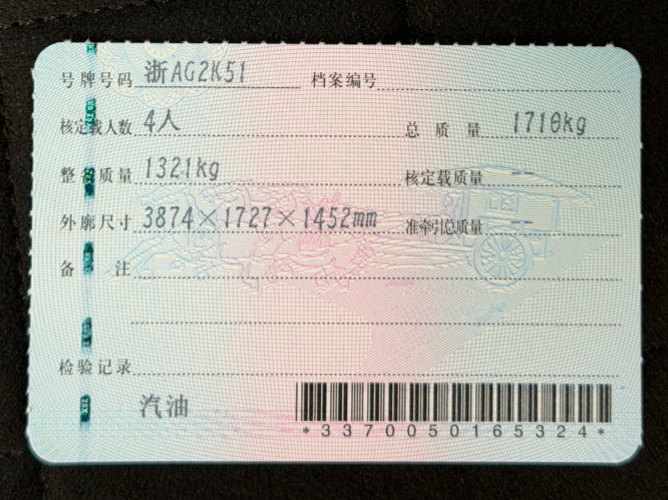 号牌号码 浙AG2K51 档案编号
核定载人数 4人 总质量 1710kg
整备质量 1321kg 核定载质量 --
外廓尺寸 3874×1727×1452mm 准牵引总质量 --
备注
检验记录
汽油
*3370050165324*